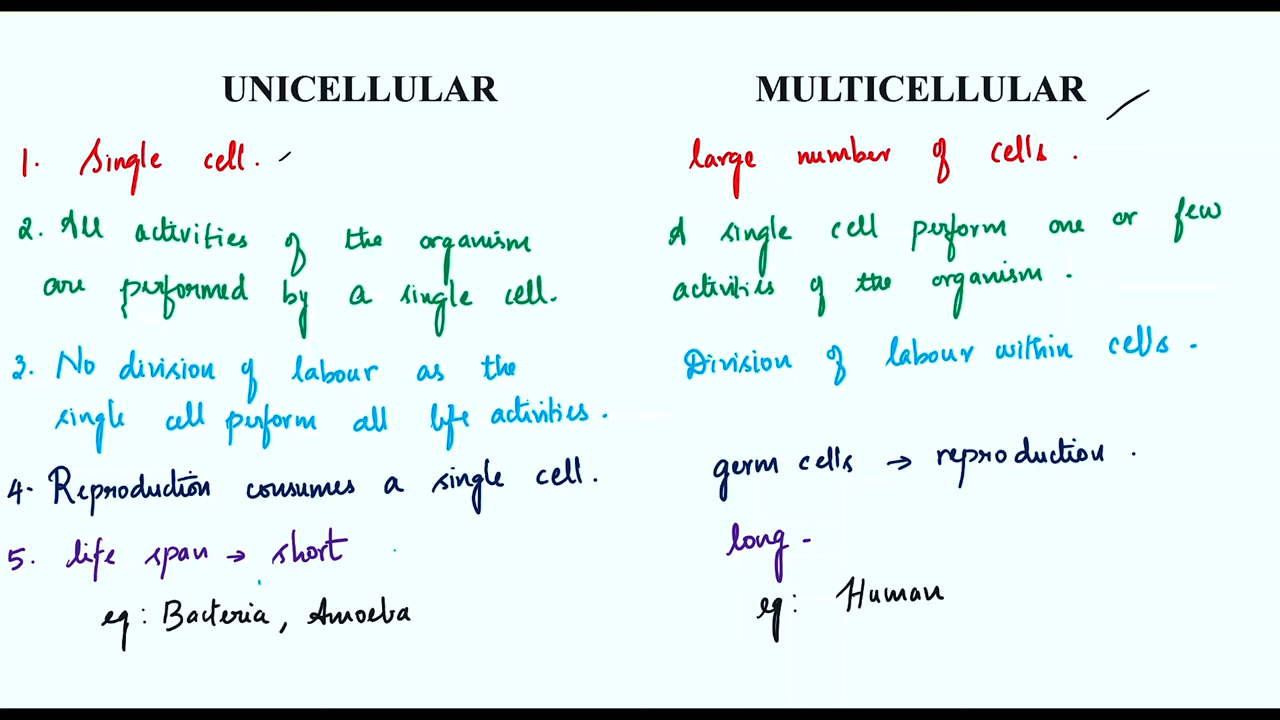 UNICELLULAR
1. Single cell.
2. All activities of the organism
are performed by a single cell.
3. No division of labour as the
single cell perform all life activities.
4- Reproduction consumes a single cell.
5. life span → short
eg: Bacteria, Amoeba
MULTICELLULAR
large number of cells.
A single cell perform one or few
activities of the organism.
Division of labour within cells.
germ cells → reproduction.
long-
eg: Human